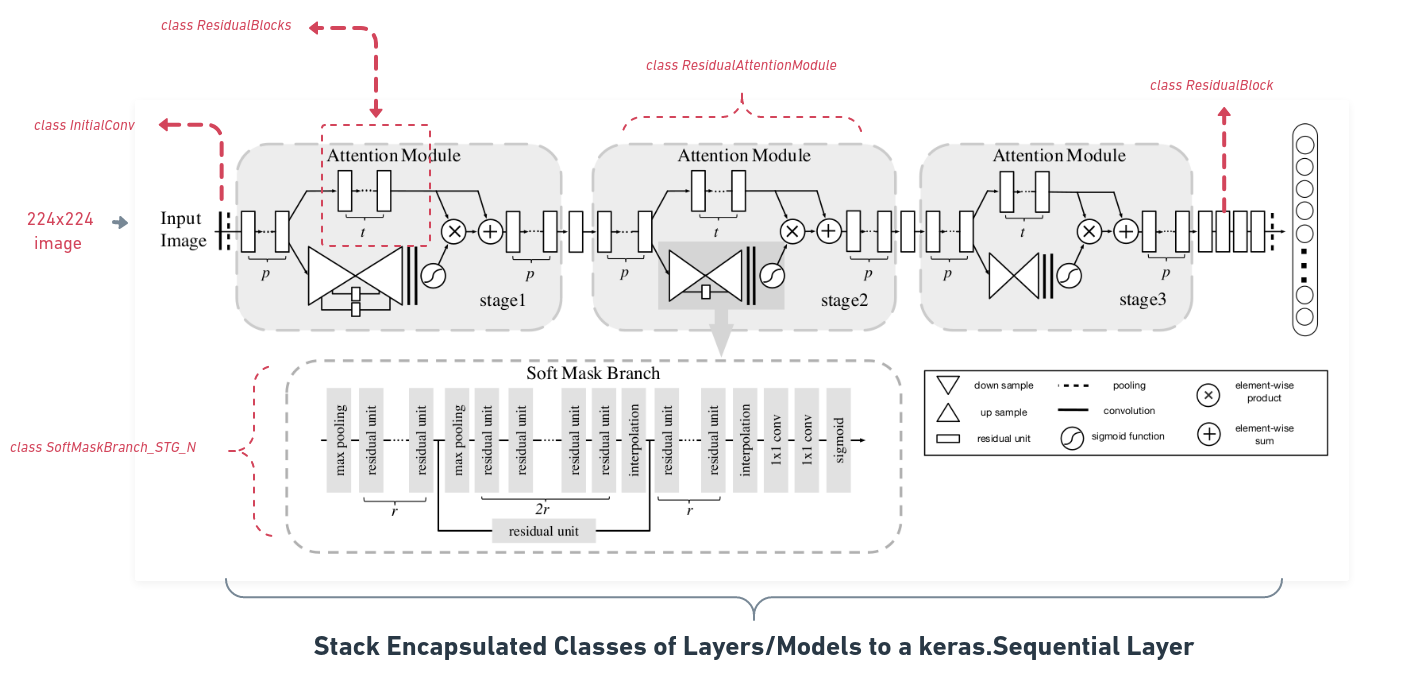 class ResidualBlocks
class ResidualAttentionModule
class ResidualBlock
class InitialConv
224x224
image
Input
Image
Attention Module
t
p
p
stage1
Attention Module
t
p
p
stage2
Attention Module
t
p
p
stage3
class SoftMaskBranch_STG_N
Soft Mask Branch
max pooling
residual unit
residual unit
max pooling
residual unit
residual unit
residual unit
residual unit
interpolation
residual unit
residual unit
interpolation
1x1 conv
1x1 conv
sigmoid
r
2r
r
residual unit
down sample
up sample
residual unit
pooling
convolution
sigmoid function
element-wise
product
element-wise
sum
Stack Encapsulated Classes of Layers/Models to a keras.Sequential Layer